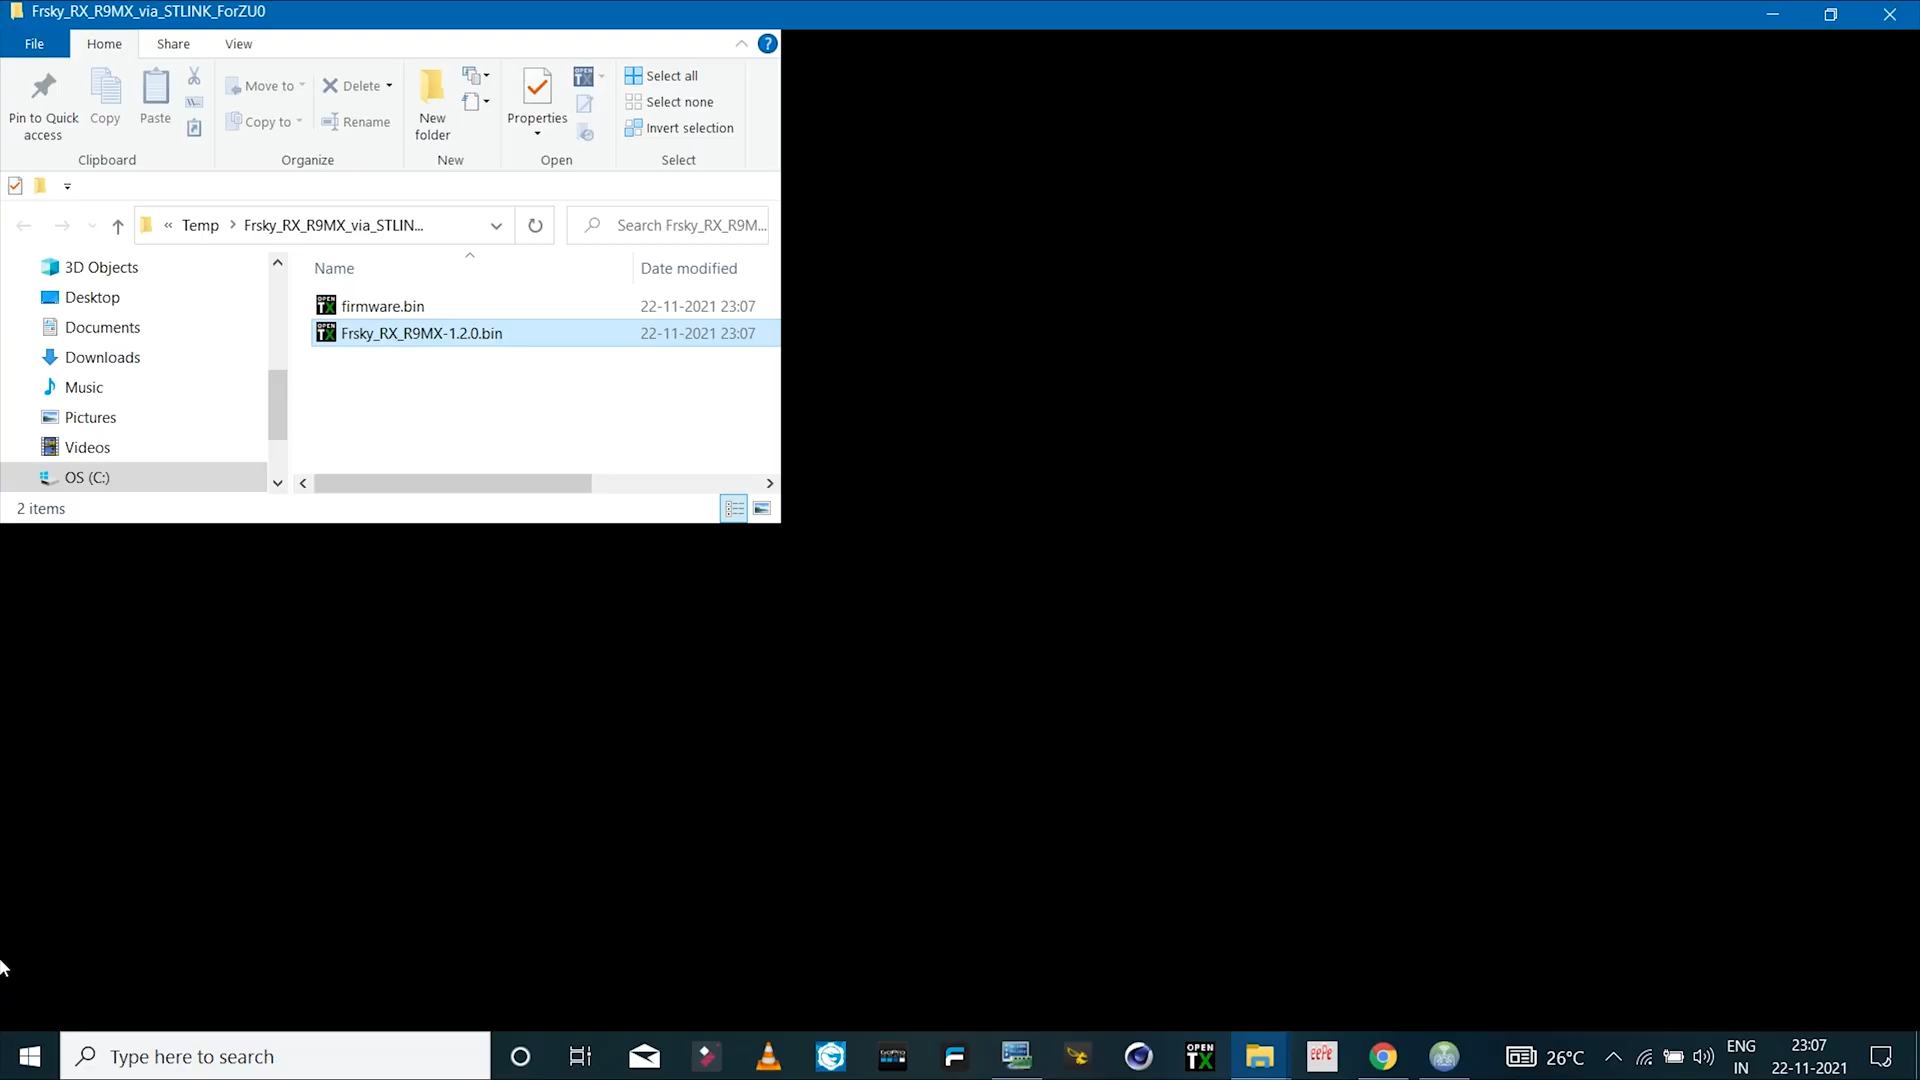 Frsky_RX_R9MX_via_STLINK_ForZU0
File Home Share View
Pin to Quick access
Copy
Paste
Move to
Copy to
Delete
Rename
New folder
Properties
Select all
Select none
Invert selection
Clipboard Organize New Open Select
« Temp > Frsky_RX_R9MX_via_STLIN...
Search Frsky_RX_R9M...
Name Date modified
firmware.bin 22-11-2021 23:07
Frsky_RX_R9MX-1.2.0.bin 22-11-2021 23:07
3D Objects
Desktop
Documents
Downloads
Music
Pictures
Videos
OS (C:)
2 items
Type here to search
GoPro
OPEN TX
26°C
ENG
IN
23:07
22-11-2021